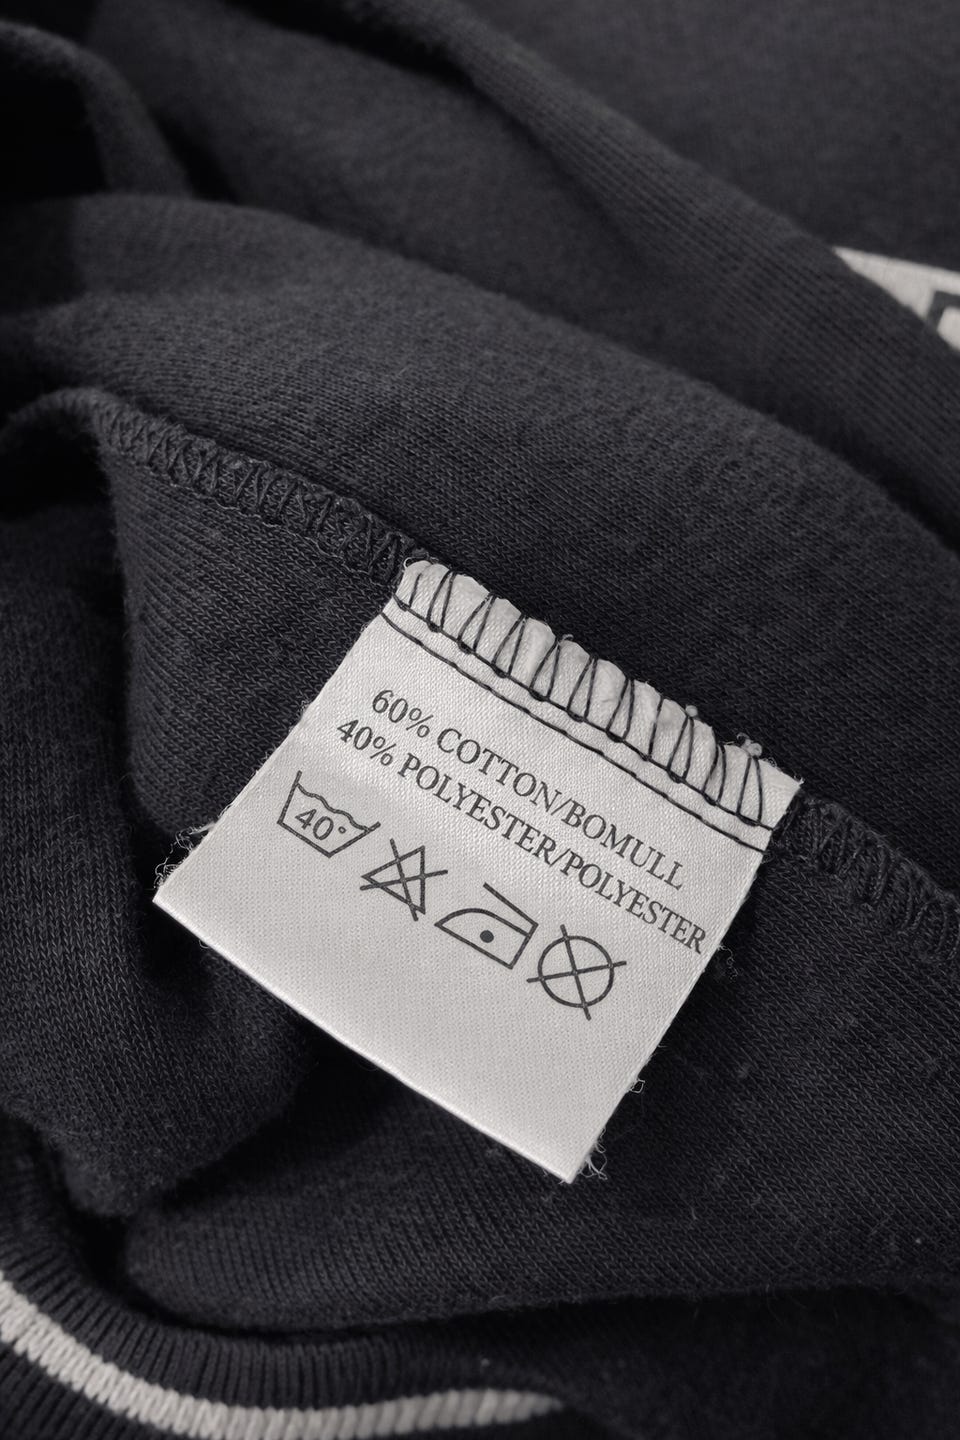 60% COTTON/BOMULL
40% POLYESTER/POLYESTER
40°